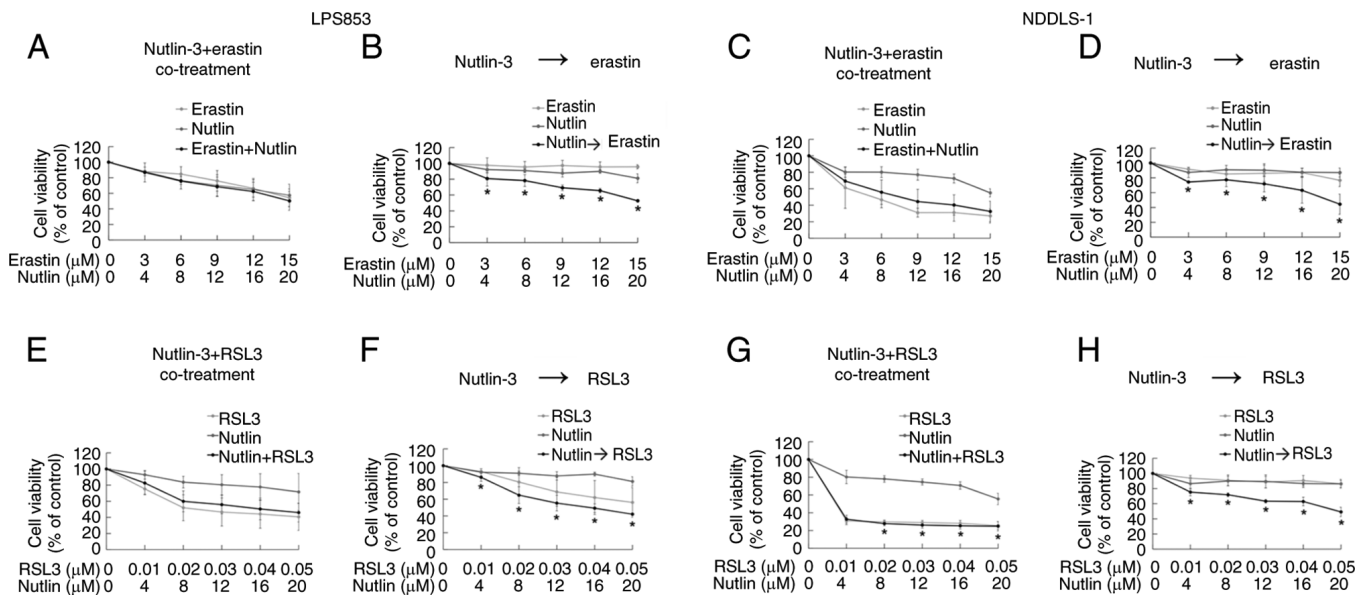 LPS853
NDDLS-1
A
Nutlin-3+erastin
co-treatment
Erastin
Nutlin
Erastin+Nutlin
Cell viability
(% of control)
120
100
80
60
40
20
0
Erastin (μM) 0 3 6 9 12 15
Nutlin (μM) 0 4 8 12 16 20
B
Nutlin-3 → erastin
Erastin
Nutlin
Nutlin→ Erastin
Cell viability
(% of control)
120
100
80
60
40
20
0
* * * * *
Erastin (μM) 0 3 6 9 12 15
Nutlin (μM) 0 4 8 12 16 20
C
Nutlin-3+erastin
co-treatment
Erastin
Nutlin
Erastin+Nutlin
Cell viability
(% of control)
120
100
80
60
40
20
0
Erastin (μM) 0 3 6 9 12 15
Nutlin (μM) 0 4 8 12 16 20
D
Nutlin-3 → erastin
Erastin
Nutlin
Nutlin→ Erastin
Cell viability
(% of control)
120
100
80
60
40
20
0
* * * * *
Erastin (μM) 0 3 6 9 12 15
Nutlin (μM) 0 4 8 12 16 20
E
Nutlin-3+RSL3
co-treatment
RSL3
Nutlin
Nutlin+RSL3
Cell viability
(% of control)
120
100
80
60
40
20
0
RSL3 (μM) 0 0.01 0.02 0.03 0.04 0.05
Nutlin (μM) 0 4 8 12 16 20
F
Nutlin-3 → RSL3
RSL3
Nutlin
Nutlin→ RSL3
Cell viability
(% of control)
120
100
80
60
40
20
0
* * * * *
RSL3 (μM) 0 0.01 0.02 0.03 0.04 0.05
Nutlin (μM) 0 4 8 12 16 20
G
Nutlin-3+RSL3
co-treatment
RSL3
Nutlin
Nutlin+RSL3
Cell viability
(% of control)
120
100
80
60
40
20
0
* * * *
RSL3 (μM) 0 0.01 0.02 0.03 0.04 0.05
Nutlin (μM) 0 4 8 12 16 20
H
Nutlin-3 → RSL3
RSL3
Nutlin
Nutlin→RSL3
Cell viability
(% of control)
120
100
80
60
40
20
0
* * * * *
RSL3 (μM) 0 0.01 0.02 0.03 0.04 0.05
Nutlin (μM) 0 4 8 12 16 20